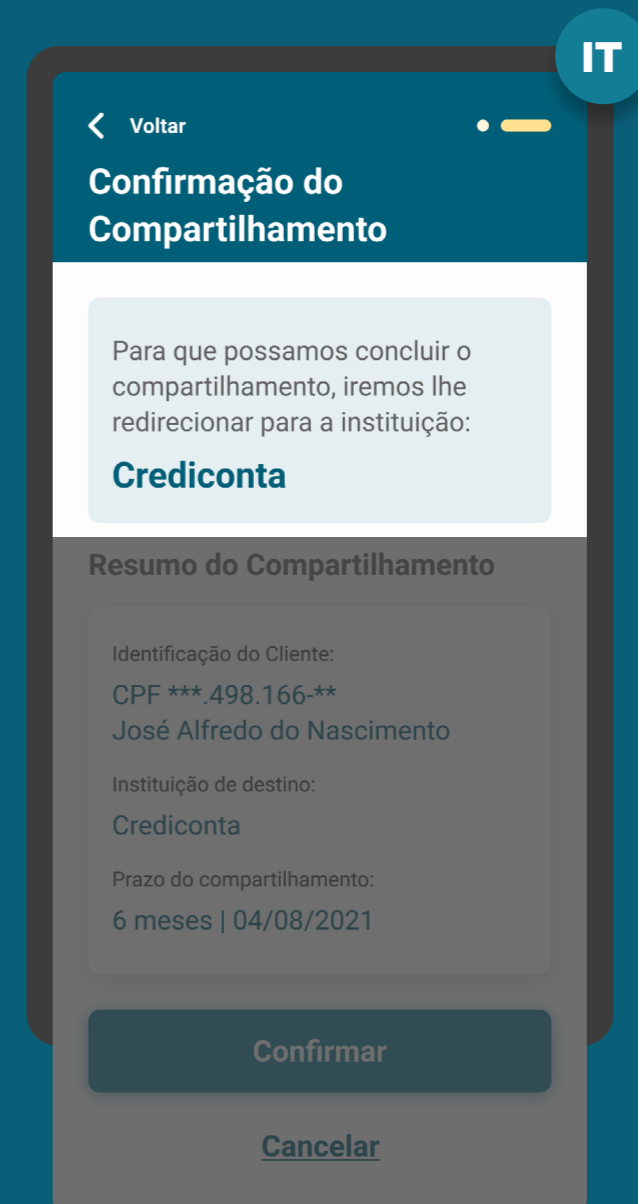 IT
Voltar
Confirmação do
Compartilhamento
Para que possamos concluir o
compartilhamento, iremos lhe
redirecionar para a instituição:
Crediconta
Resumo do Compartilhamento
Identificação do Cliente:
CPF ***.498.166-**
José Alfredo do Nascimento
Instituição de destino:
Crediconta
Prazo do compartilhamento:
6 meses | 04/08/2021
Confirmar
Cancelar